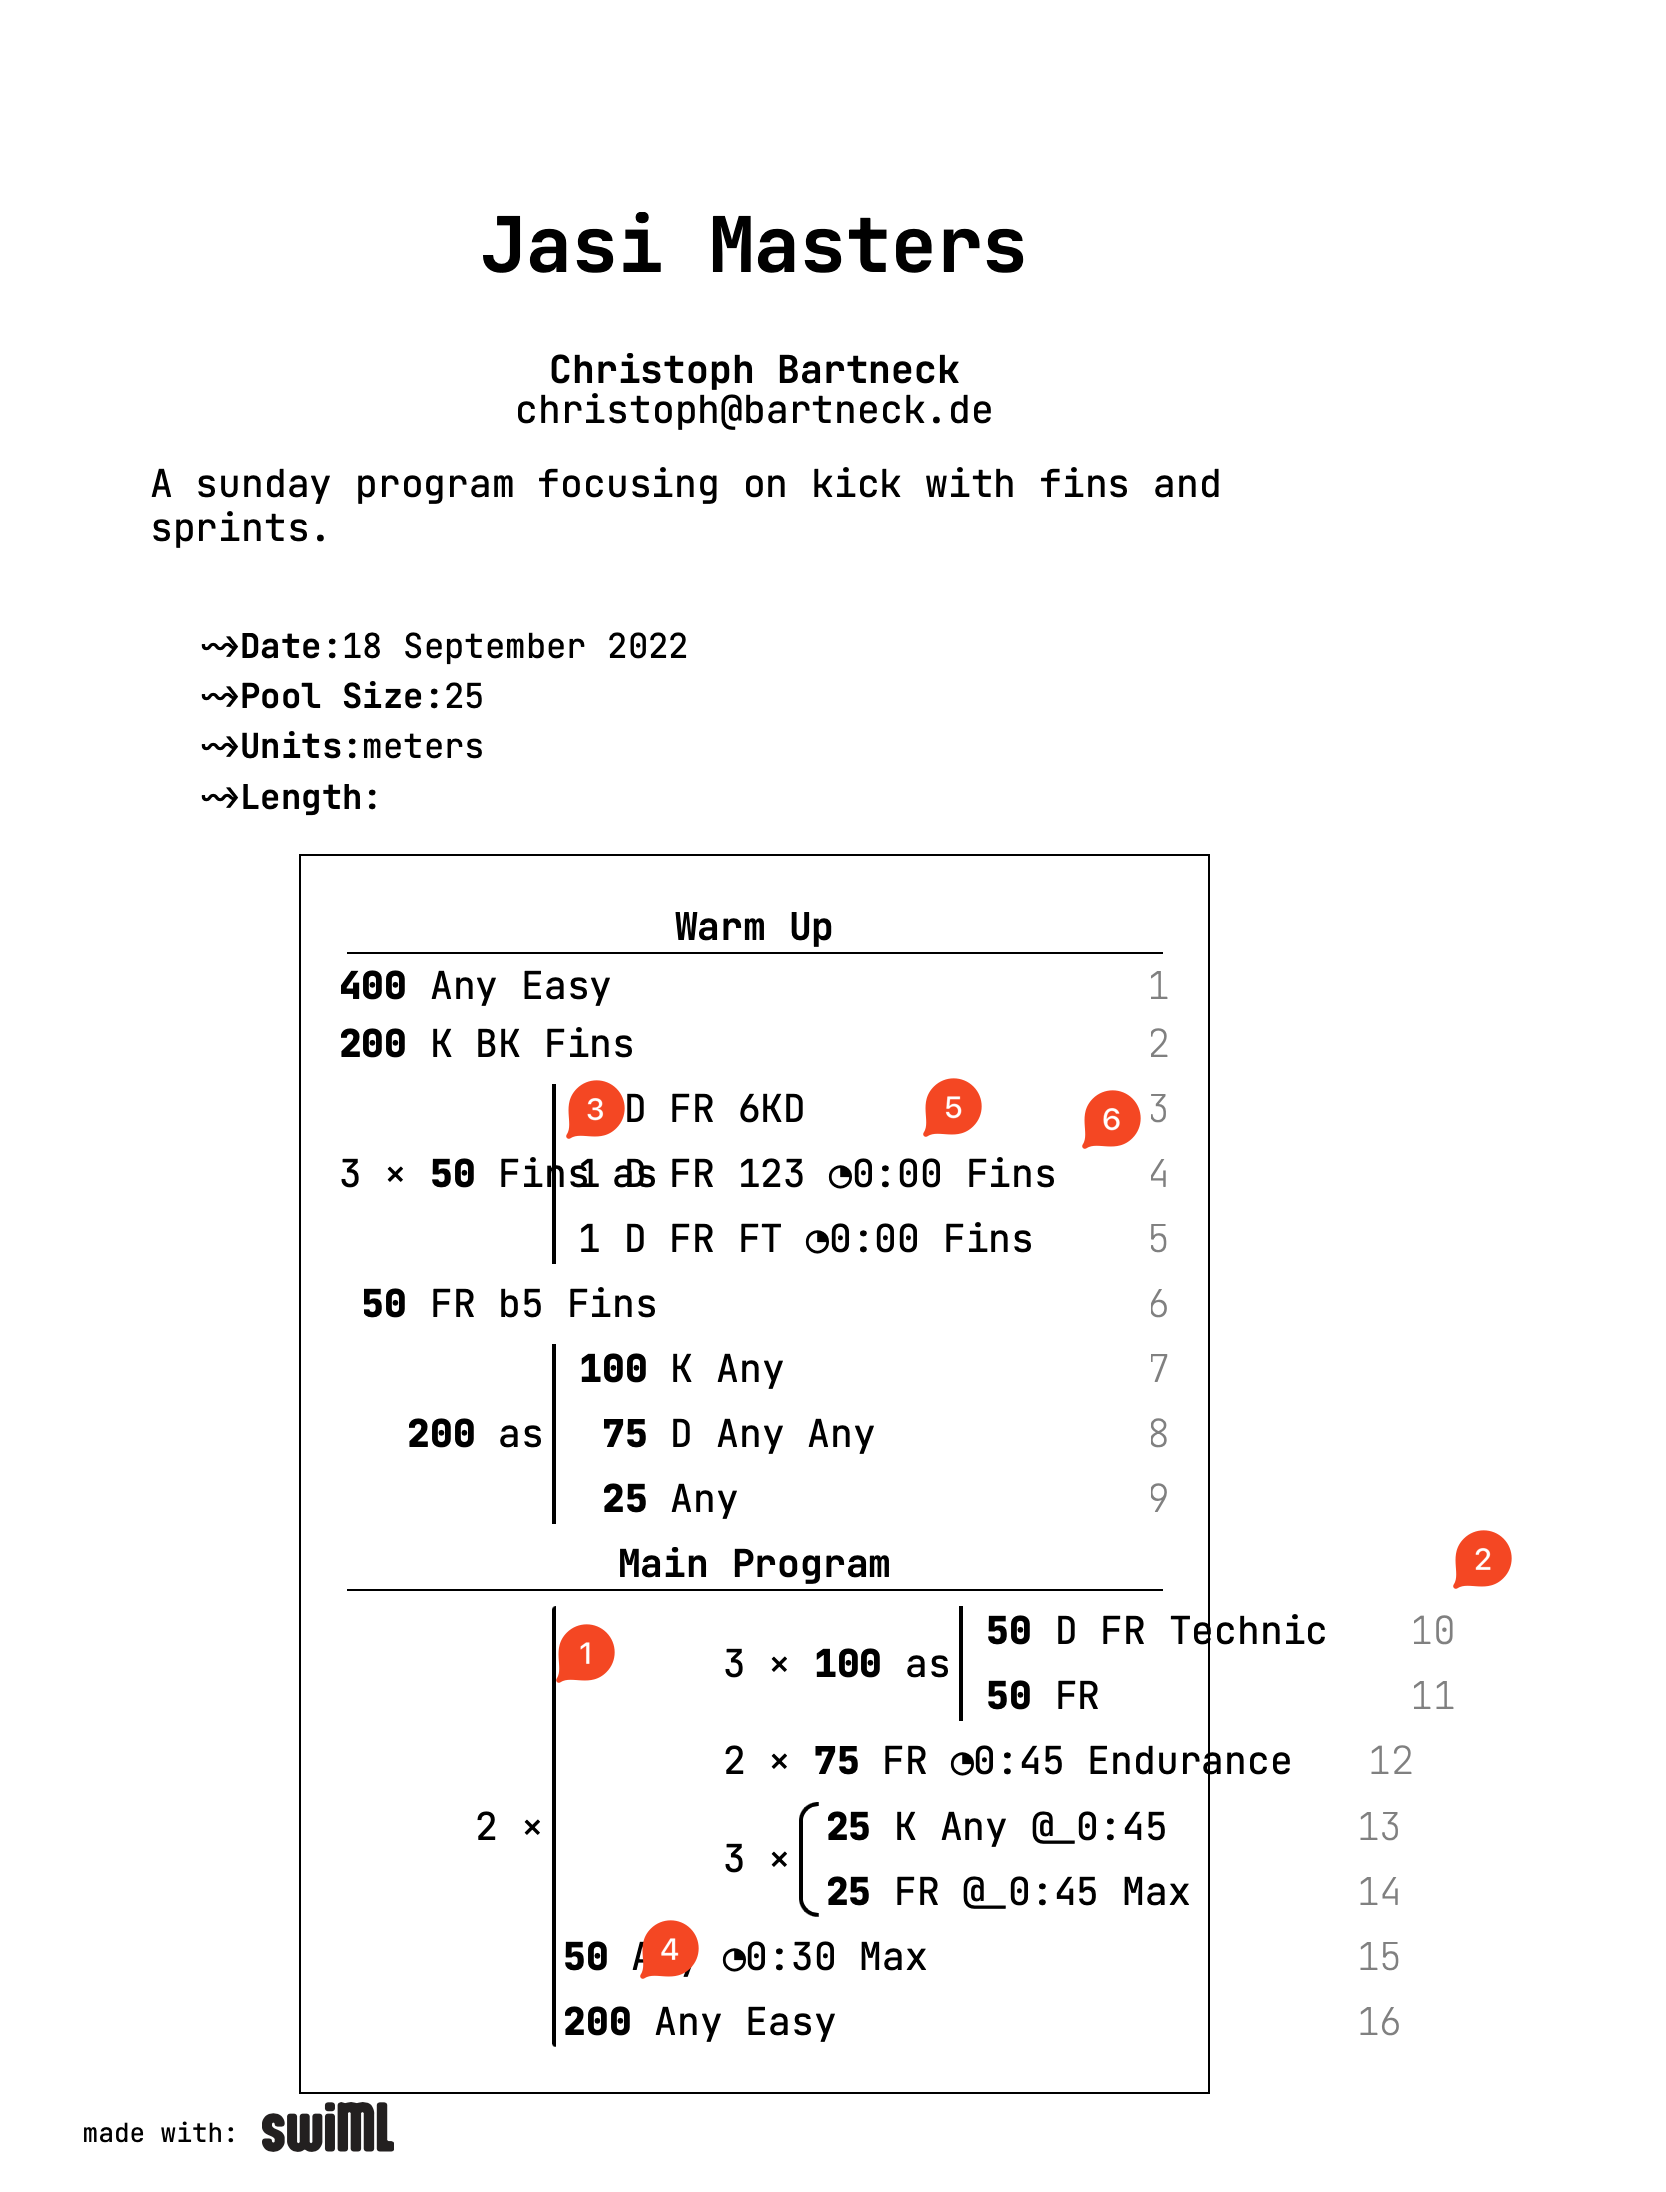 Jasi Masters
Christoph Bartneck
christoph@bartneck.de
A sunday program focusing on kick with fins and
sprints.
⇝Date:18 September 2022
⇝Pool Size:25
⇝Units:meters
⇝Length:
Warm Up
400 Any Easy 1
200 K BK Fins 2
3 D FR 6KD 5 6 3
3 × 50 Fins as 1 D FR 123 ◔0:00 Fins 4
1 D FR FT ◔0:00 Fins 5
50 FR b5 Fins 6
100 K Any 7
200 as 75 D Any Any 8
25 Any 9
Main Program
2
50 D FR Technic 10
1 3 × 100 as
50 FR 11
2 × 75 FR ◔0:45 Endurance 12
2 × 25 K Any @_0:45 13
3 ×
25 FR @_0:45 Max 14
50 4 ◔0:30 Max 15
200 Any Easy 16
made with: swiML